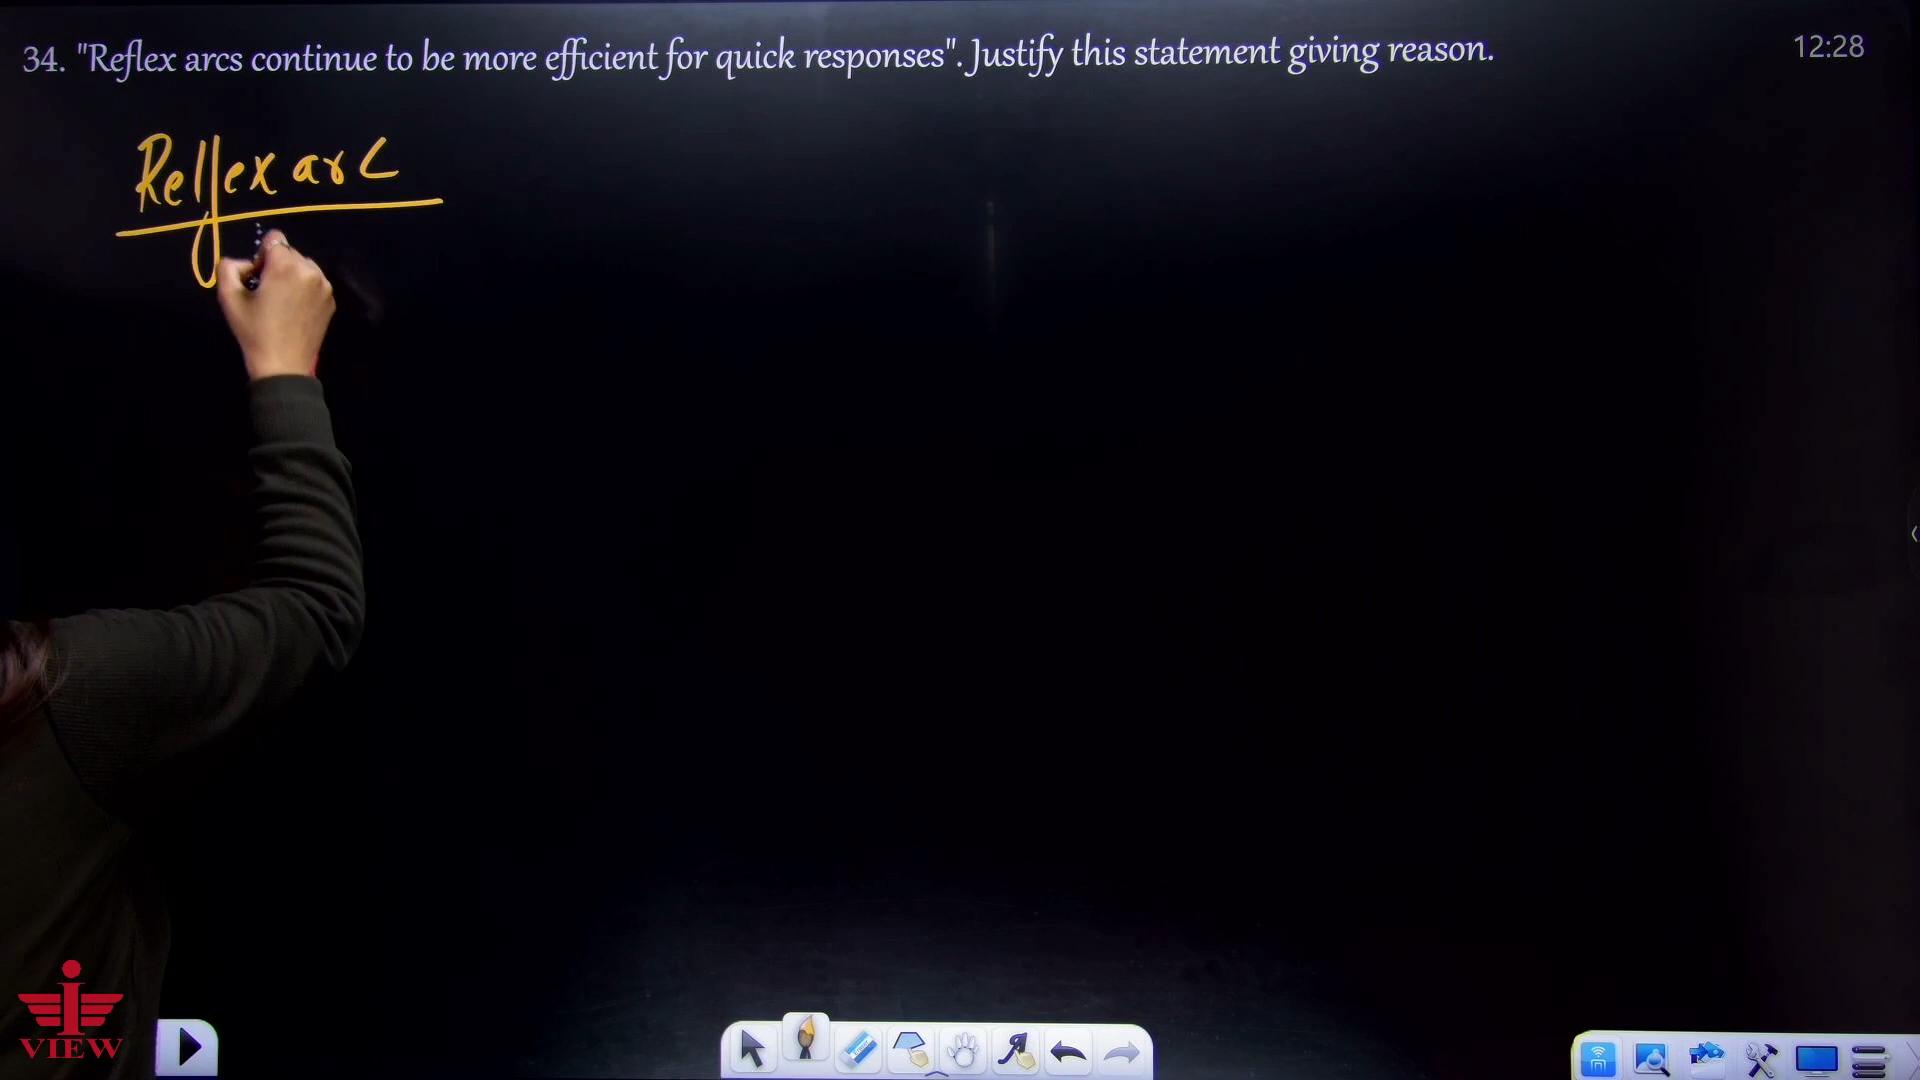 34. "Reflex arcs continue to be more efficient for quick responses". Justify this statement giving reason.
12:28
Reflex arc
VIEW